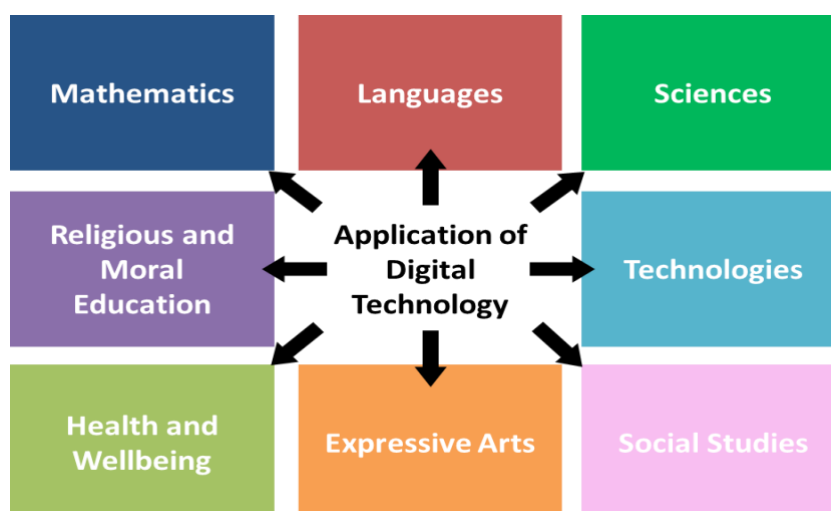 Mathematics
Languages
Sciences
Religious and
Moral
Education
Application of
Digital
Technology
Technologies
Health and
Wellbeing
Expressive Arts
Social Studies